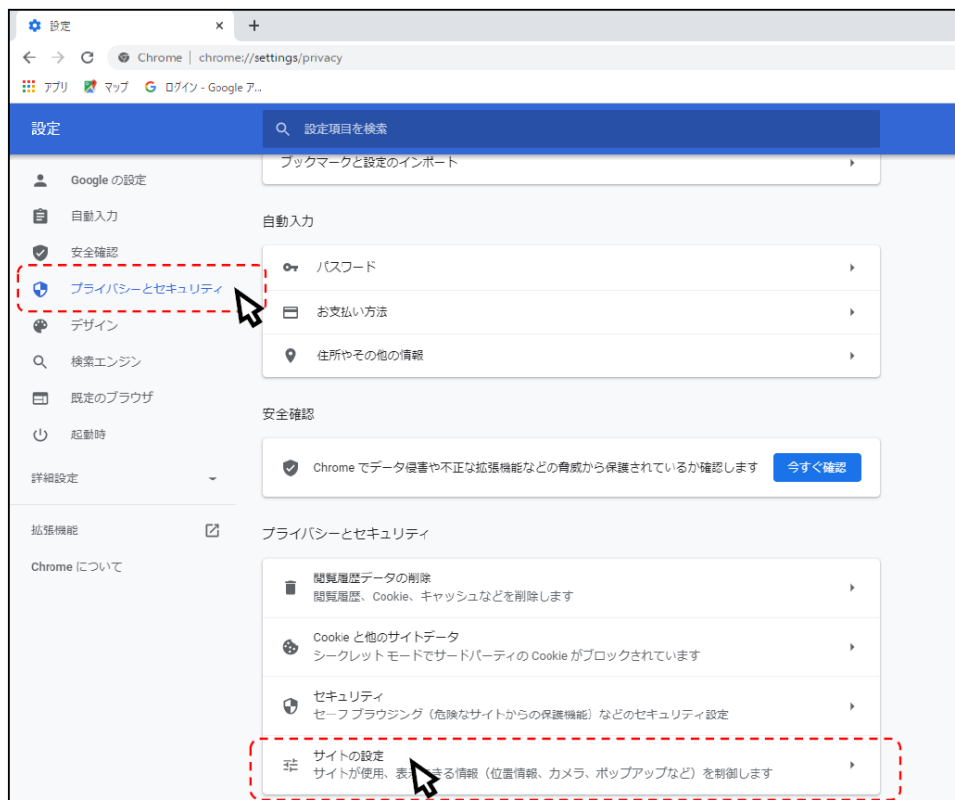 設定
Chrome | chrome://settings/privacy
アプリ マップ ログイン - Google ア...
設定
設定項目を検索
ブックマークと設定のインポート
Google の設定
自動入力
安全確認
プライバシーとセキュリティ
デザイン
検索エンジン
既定のブラウザ
起動時
詳細設定
拡張機能
Chrome について
自動入力
パスワード
お支払い方法
住所やその他の情報
安全確認
Chrome でデータ侵害や不正な拡張機能などの脅威から保護されているか確認します 今すぐ確認
プライバシーとセキュリティ
閲覧履歴データの削除
閲覧履歴、Cookie、キャッシュなどを削除します
Cookie と他のサイトデータ
シークレット モードでサードパーティの Cookie がブロックされています
セキュリティ
セーフ ブラウジング（危険なサイトからの保護機能）などのセキュリティ設定
サイトの設定
サイトが使用、表示できる情報（位置情報、カメラ、ポップアップなど）を制御します